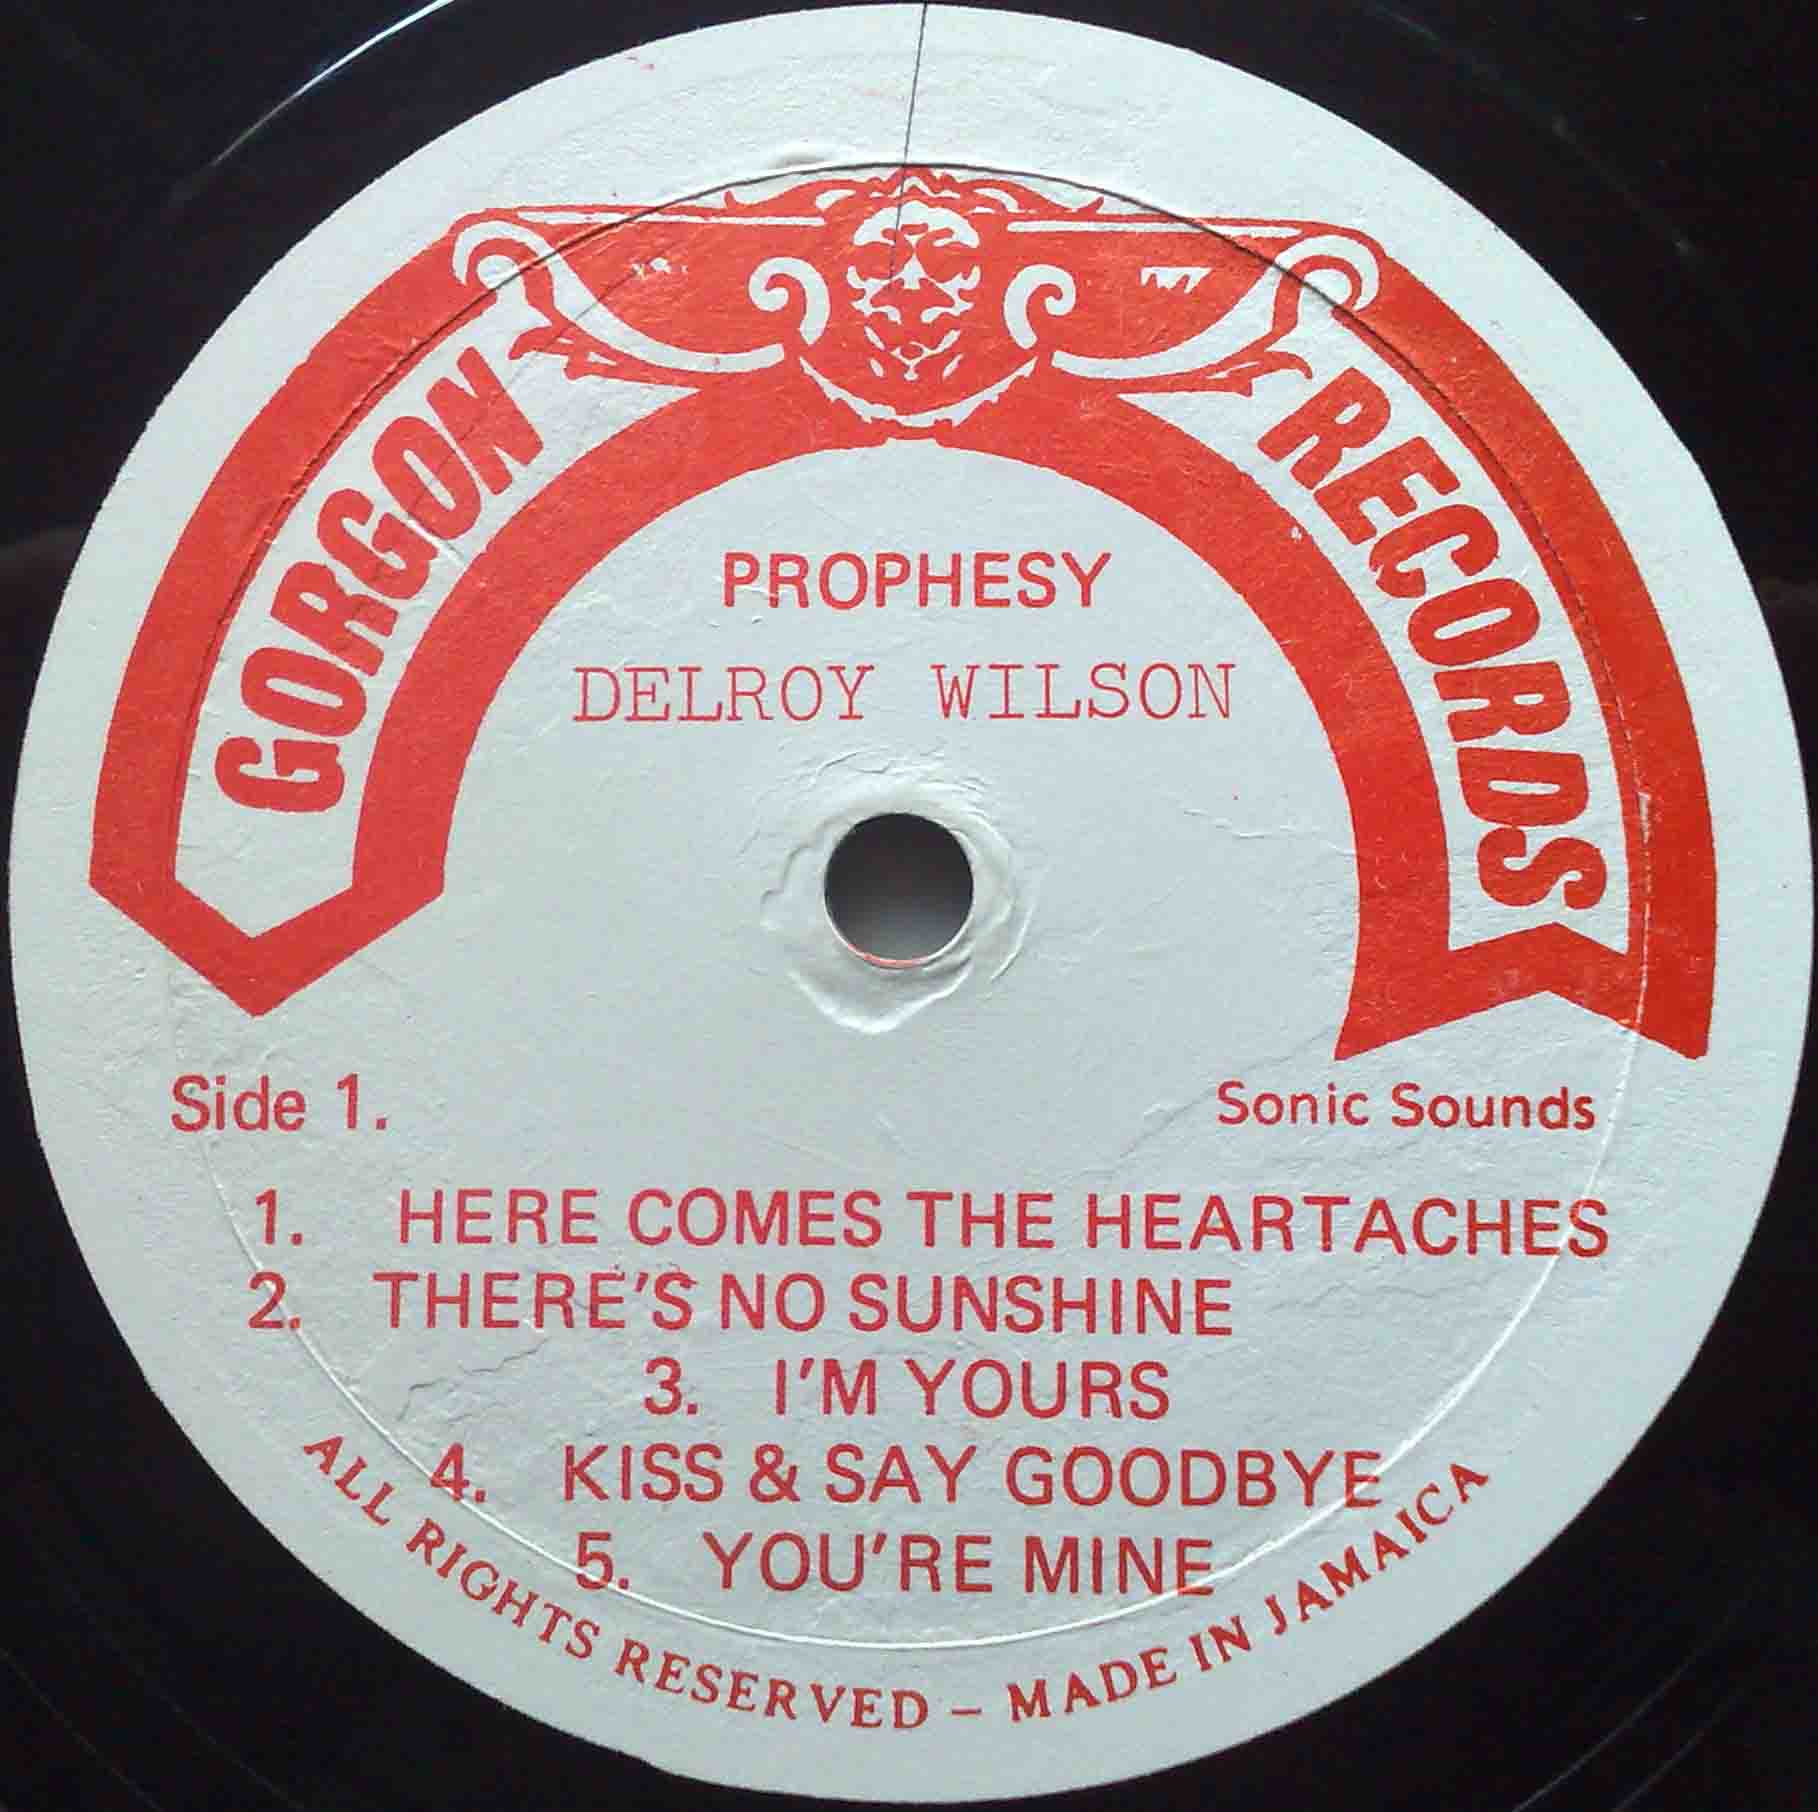 GORGON RECORDS
PROPHESY
DELROY WILSON
Side 1.
Sonic Sounds
1. HERE COMES THE HEARTACHES
2. THERE'S NO SUNSHINE
3. I'M YOURS
4. KISS & SAY GOODBYE
5. YOU'RE MINE
ALL RIGHTS RESERVED – MADE IN JAMAICA